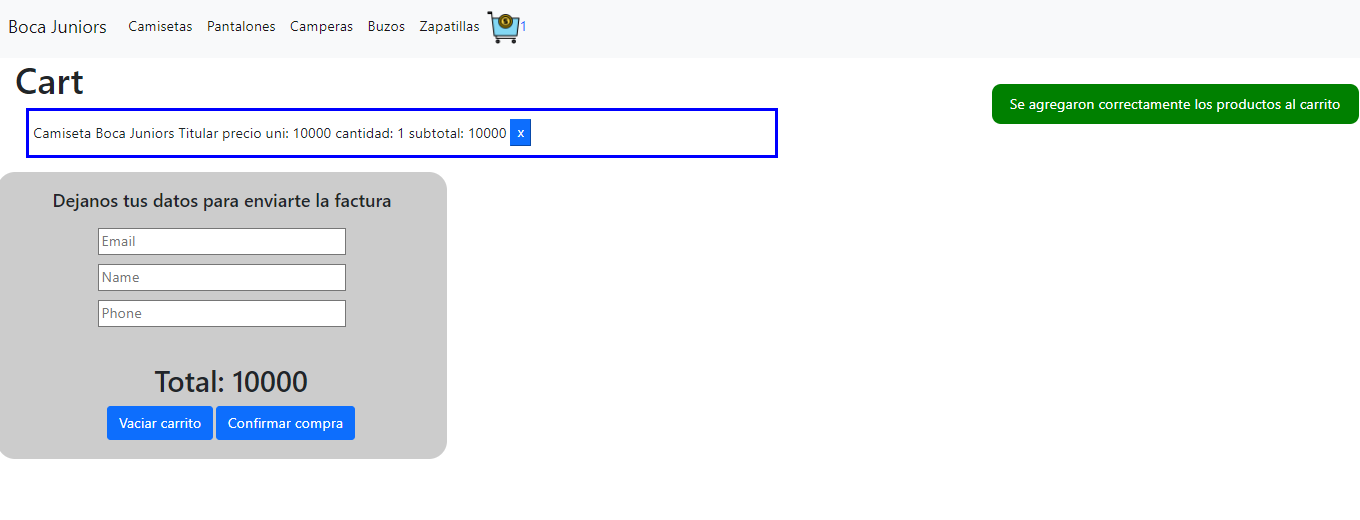 Boca Juniors Camisetas Pantalones Camperas Buzos Zapatillas 1
Cart
Se agregaron correctamente los productos al carrito
Camiseta Boca Juniors Titular precio uni: 10000 cantidad: 1 subtotal: 10000 x
Dejanos tus datos para enviarte la factura
Email
Name
Phone
Total: 10000
Vaciar carrito Confirmar compra